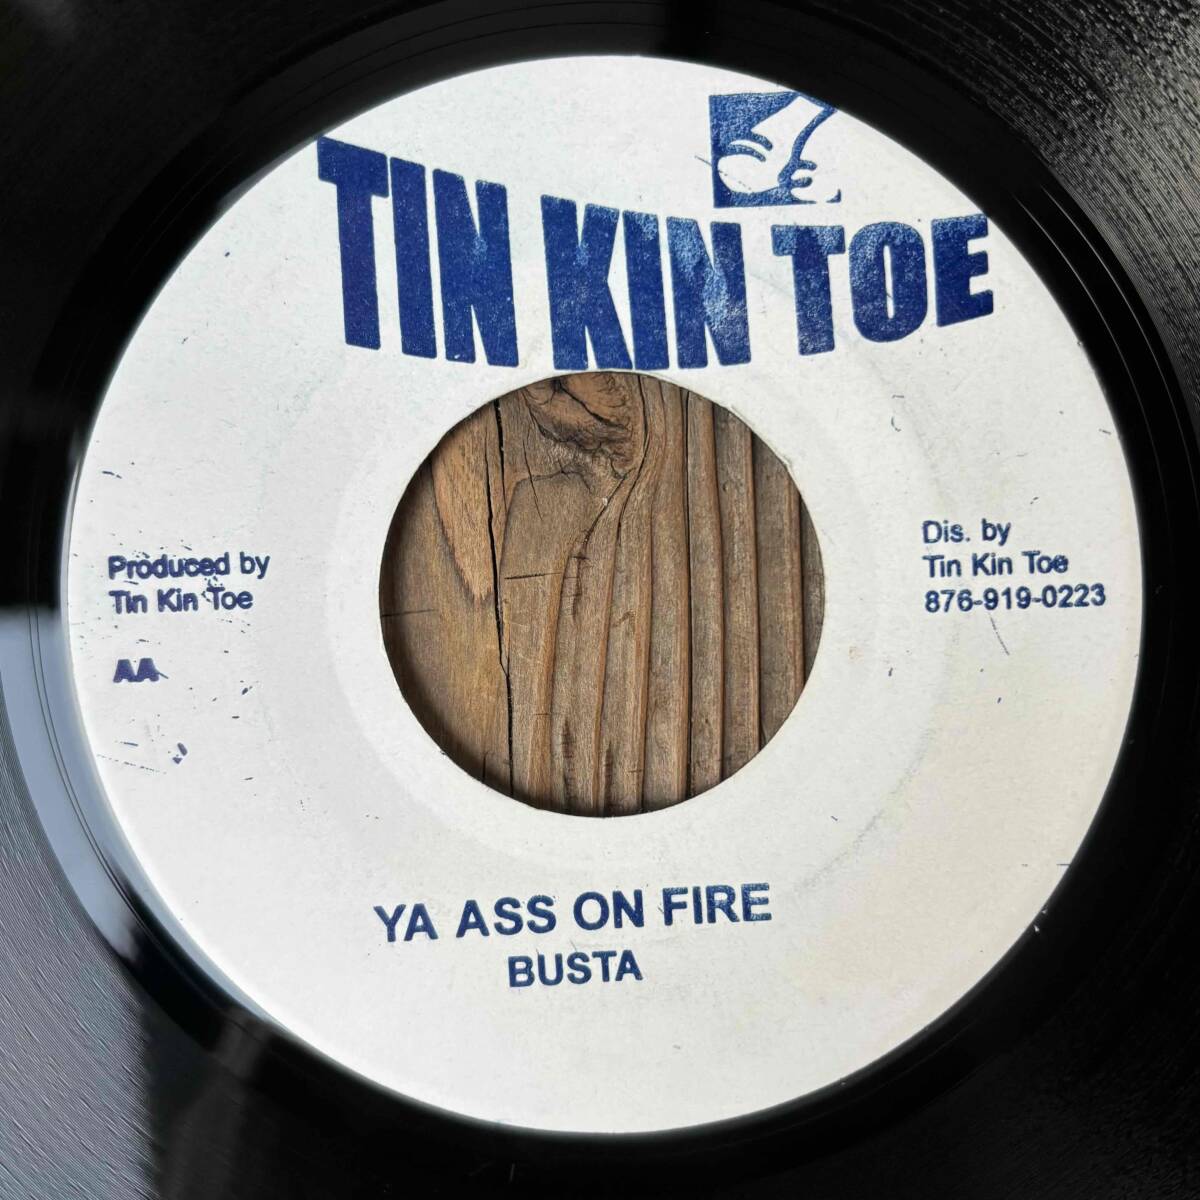 TIN KIN TOE
Produced by
Tin Kin Toe
AA
Dis. by
Tin Kin Toe
876-919-0223
YA ASS ON FIRE
BUSTA